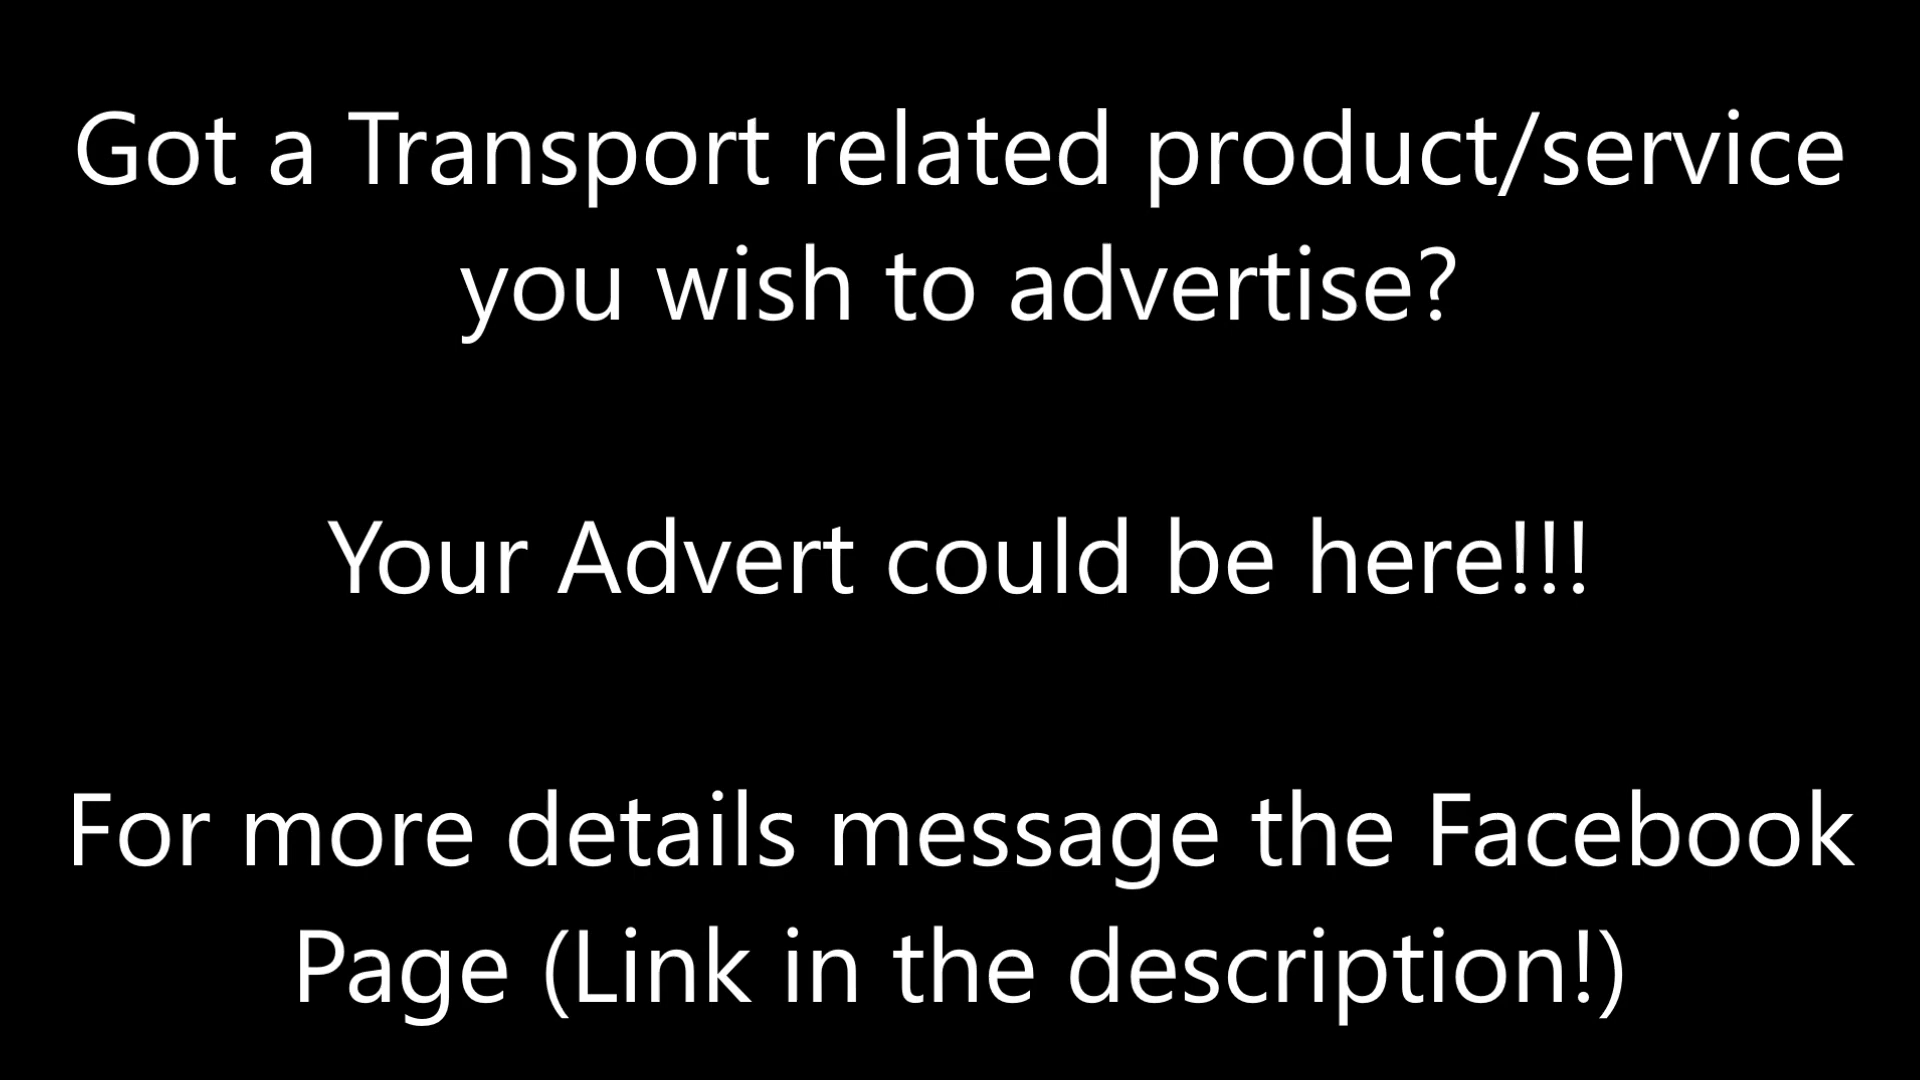 Got a Transport related product/service
you wish to advertise?
Your Advert could be here!!!
For more details message the Facebook
Page (Link in the description!)